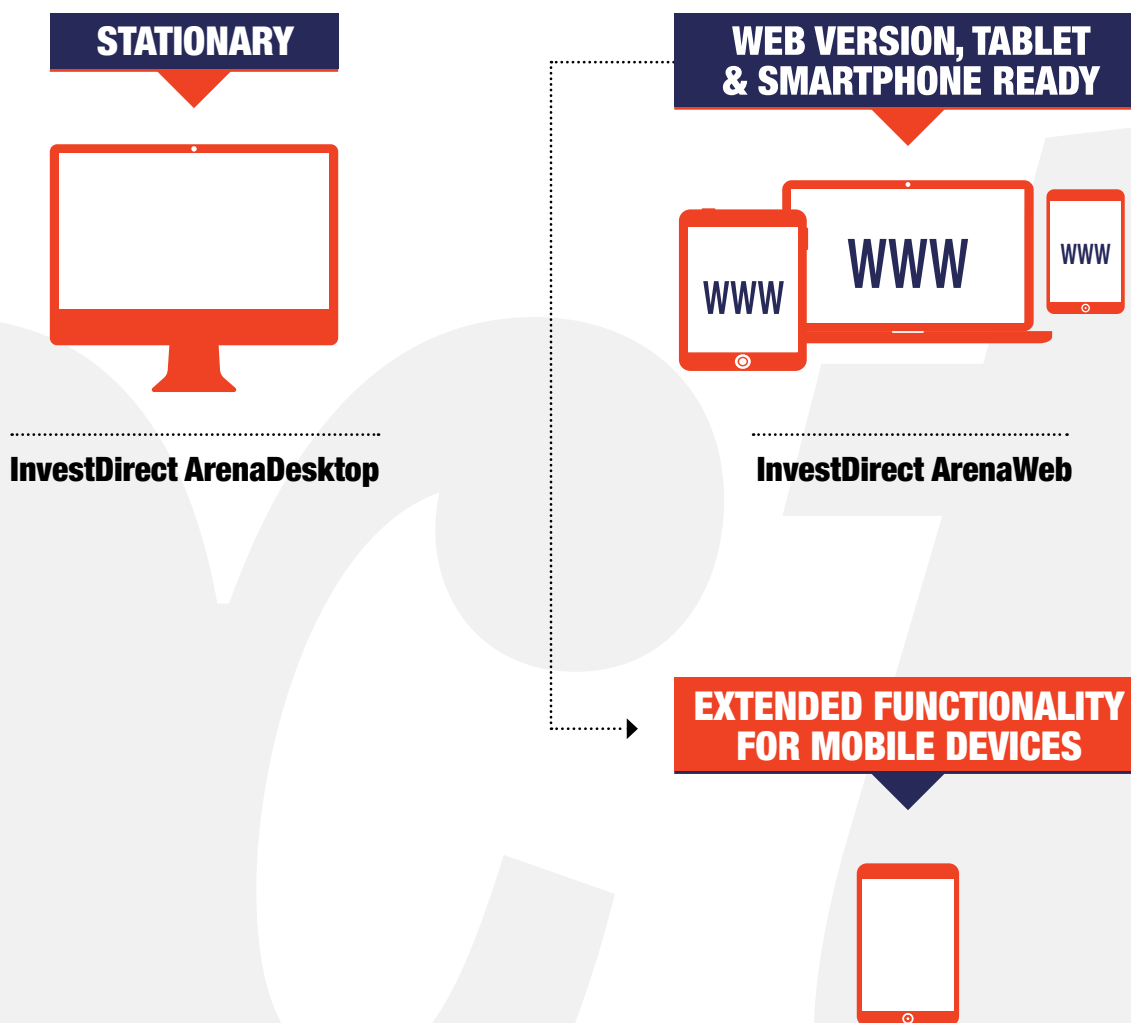 STATIONARY
WEB VERSION, TABLET
& SMARTPHONE READY
WWW
WWW
WWW
InvestDirect ArenaDesktop
InvestDirect ArenaWeb
EXTENDED FUNCTIONALITY
FOR MOBILE DEVICES